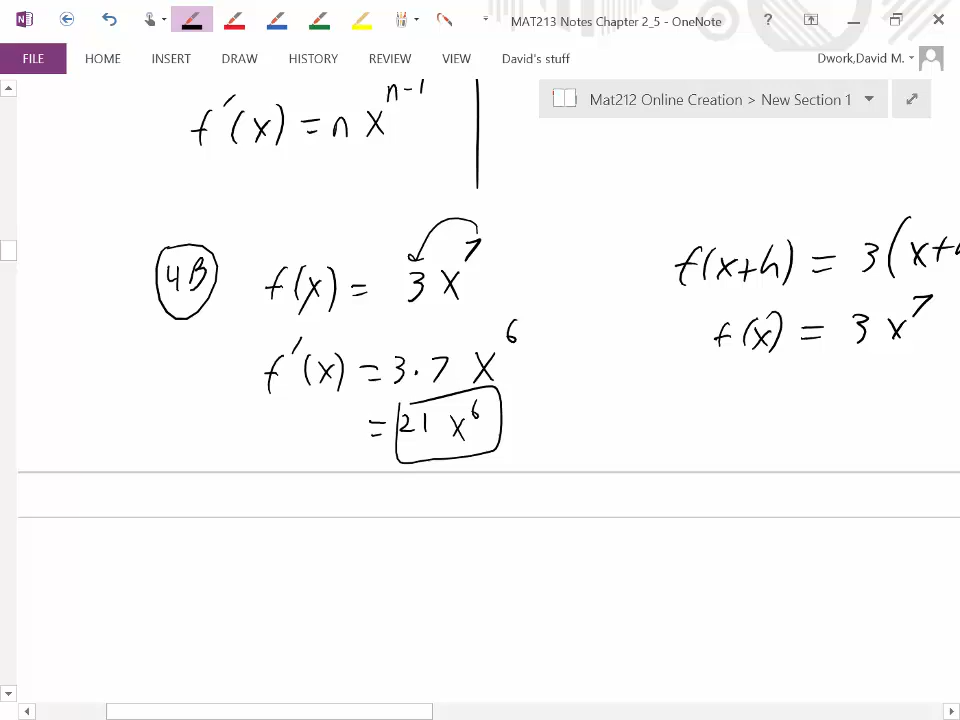 MAT213 Notes Chapter 2_5 - OneNote
?
FILE HOME INSERT DRAW HISTORY REVIEW VIEW David's stuff
Dwork,David M.
Mat212 Online Creation > New Section 1
f'(x) = n x^{n-1}
4B f(x) = 3x^7
f'(x) = 3·7 x^6
= 21 x^6
f(x+h) = 3(x+h
f(x) = 3x^7